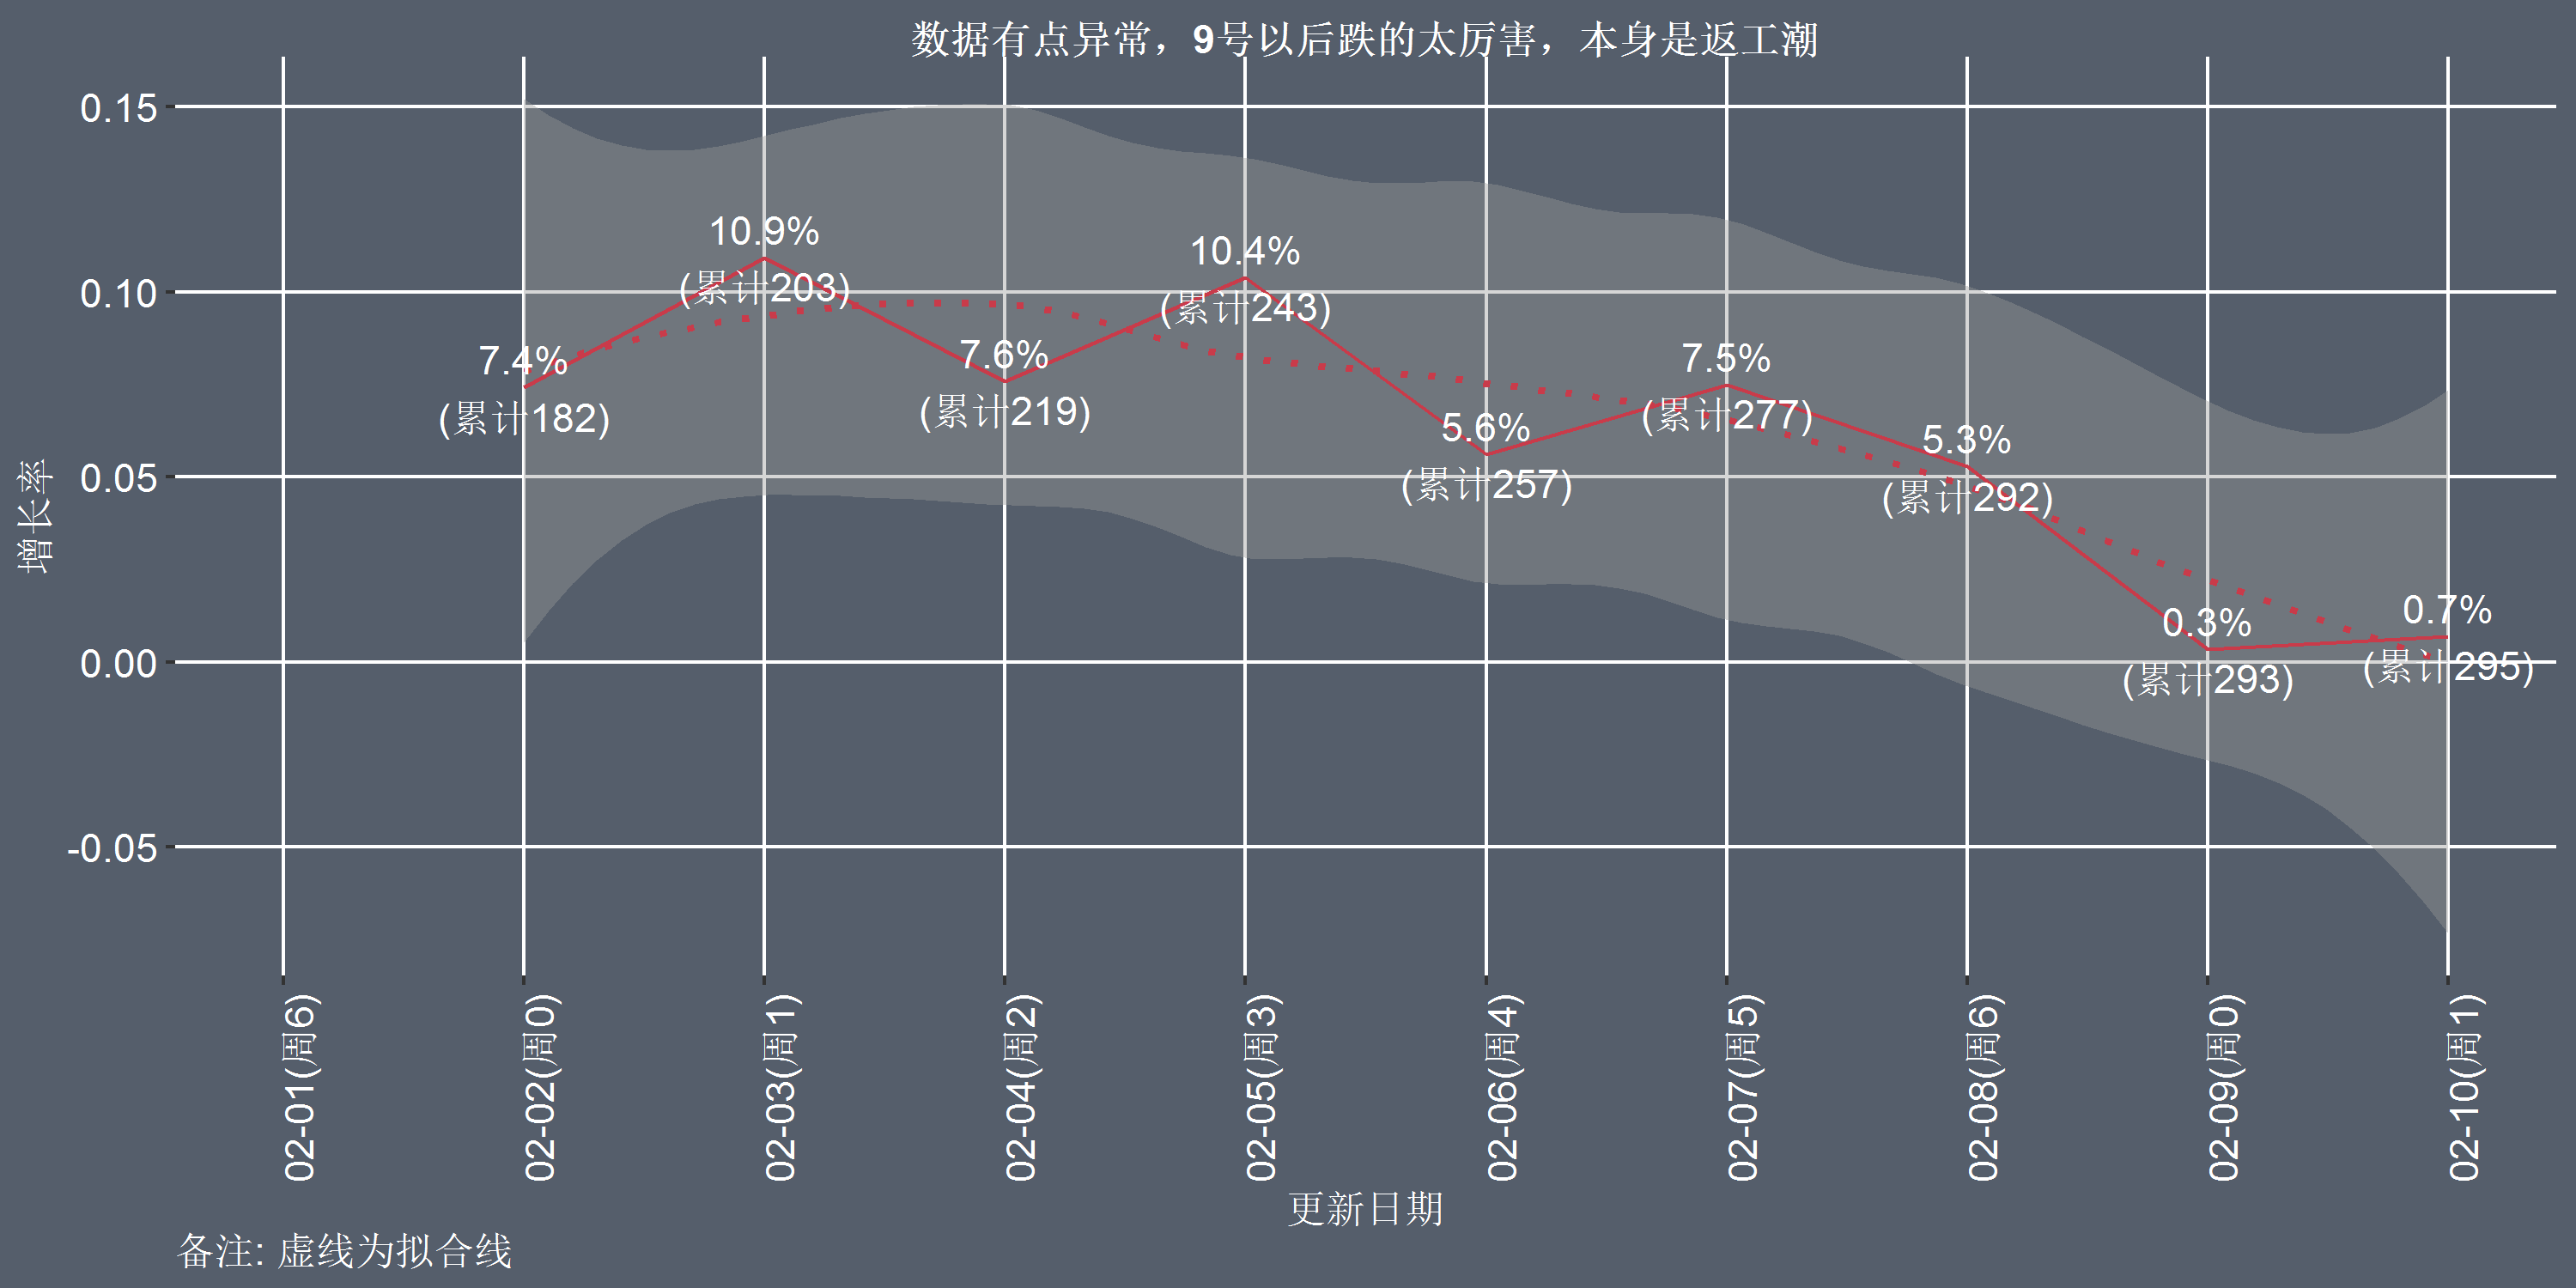 数据有点异常，9号以后跌的太厉害，本身是返工潮
增长率
0.15
0.10
0.05
0.00
-0.05
7.4%
(累计182)
10.9%
(累计203)
7.6%
(累计219)
10.4%
(累计243)
5.6%
(累计257)
7.5%
(累计277)
5.3%
(累计292)
0.3%
(累计293)
0.7%
(累计295)
02-01(周6)
02-02(周0)
02-03(周1)
02-04(周2)
02-05(周3)
02-06(周4)
02-07(周5)
02-08(周6)
02-09(周0)
02-10(周1)
更新日期
备注: 虚线为拟合线